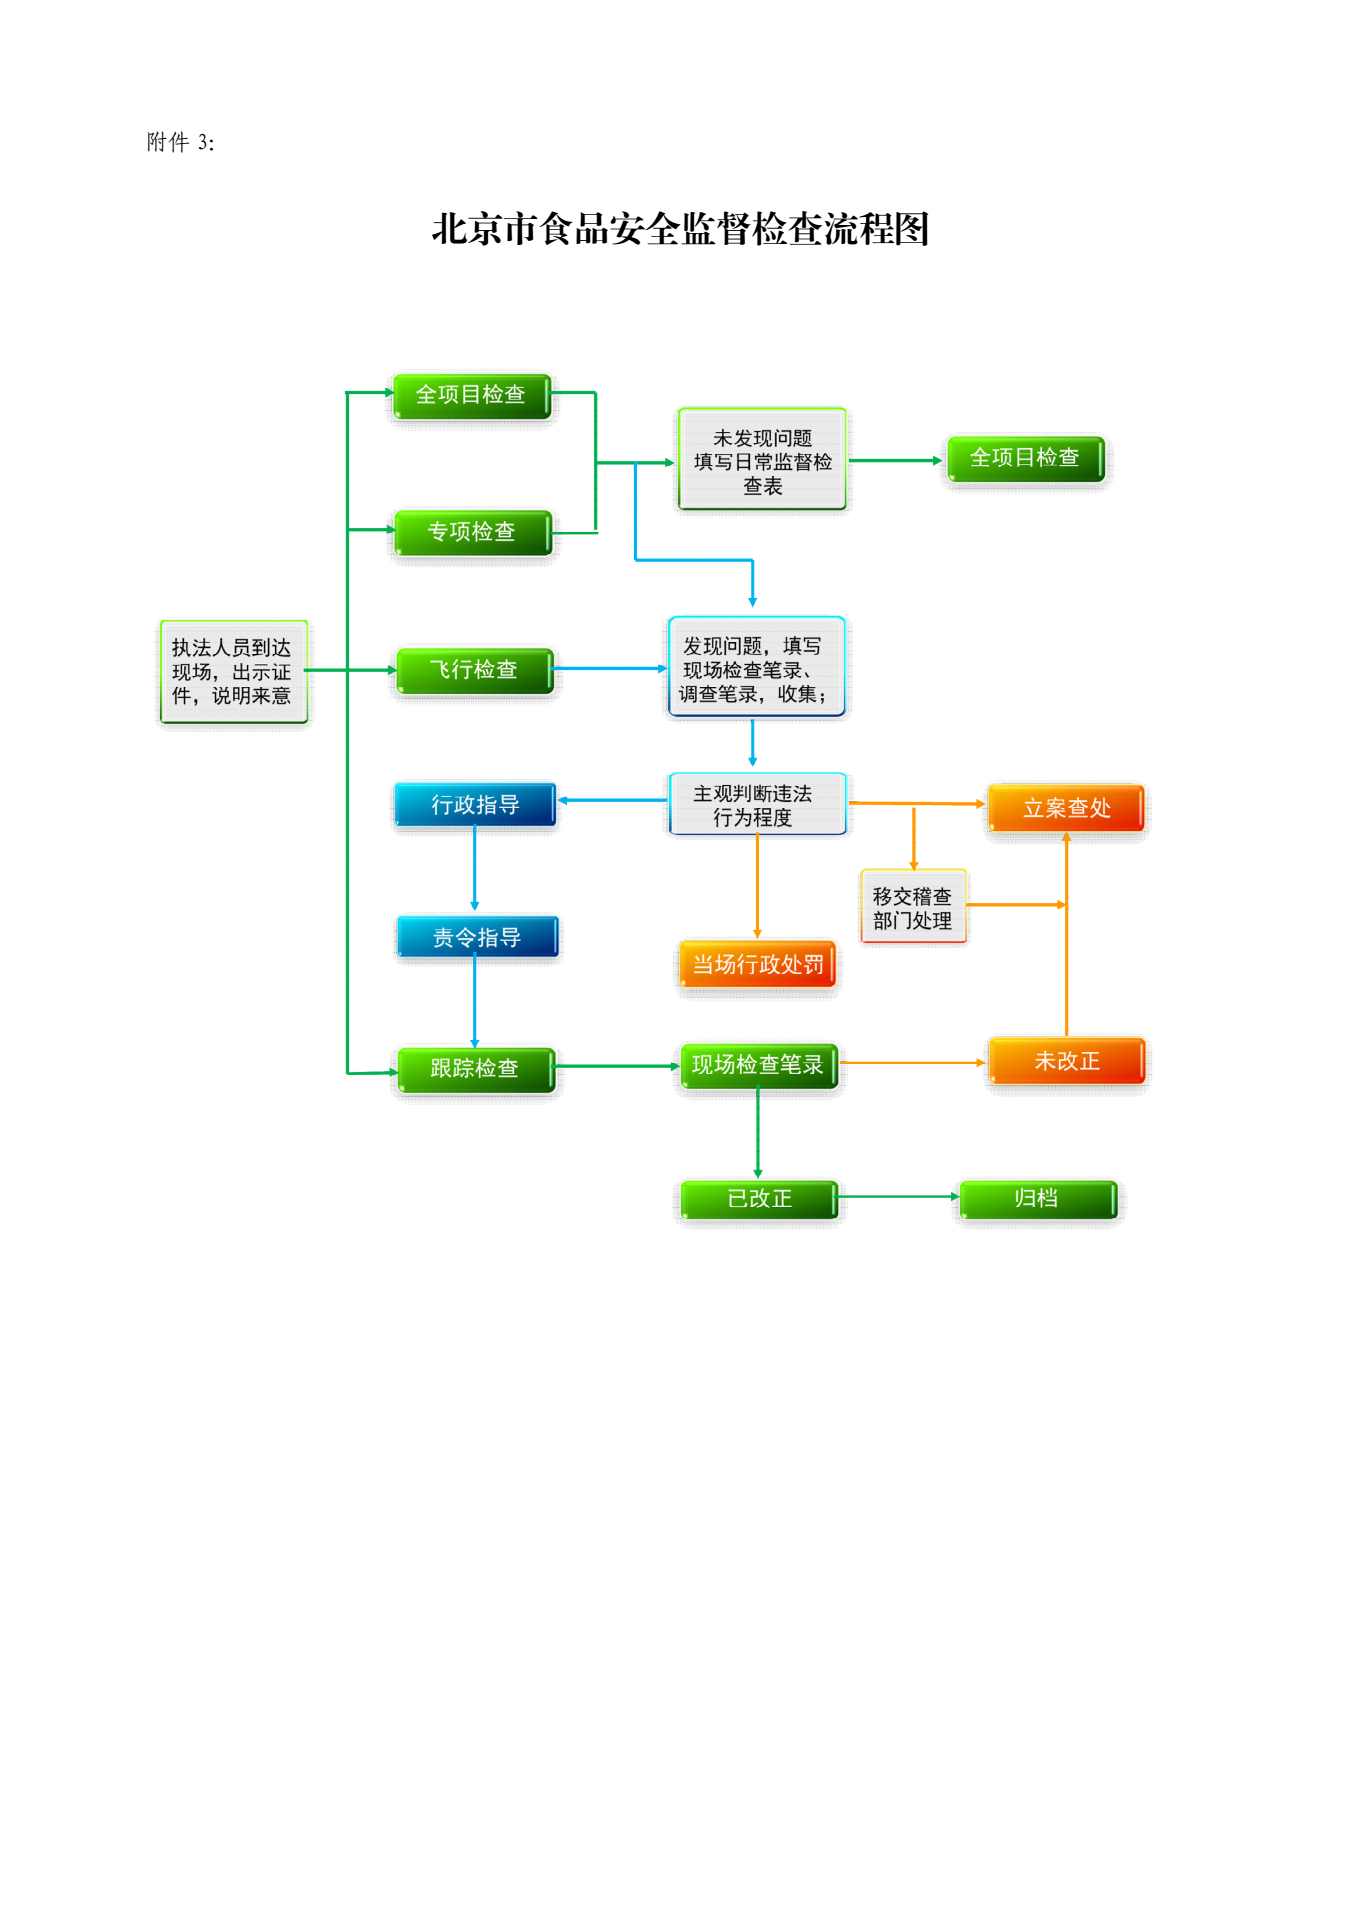 附件 3：
北京市食品安全监督检查流程图
全项目检查
未发现问题
填写日常监督检
查表
全项目检查
专项检查
执法人员到达
现场，出示证
件，说明来意
飞行检查
发现问题，填写
现场检查笔录、
调查笔录，收集；
行政指导
主观判断违法
行为程度
立案查处
移交稽查
部门处理
责令指导
当场行政处罚
跟踪检查
现场检查笔录
未改正
已改正
归档